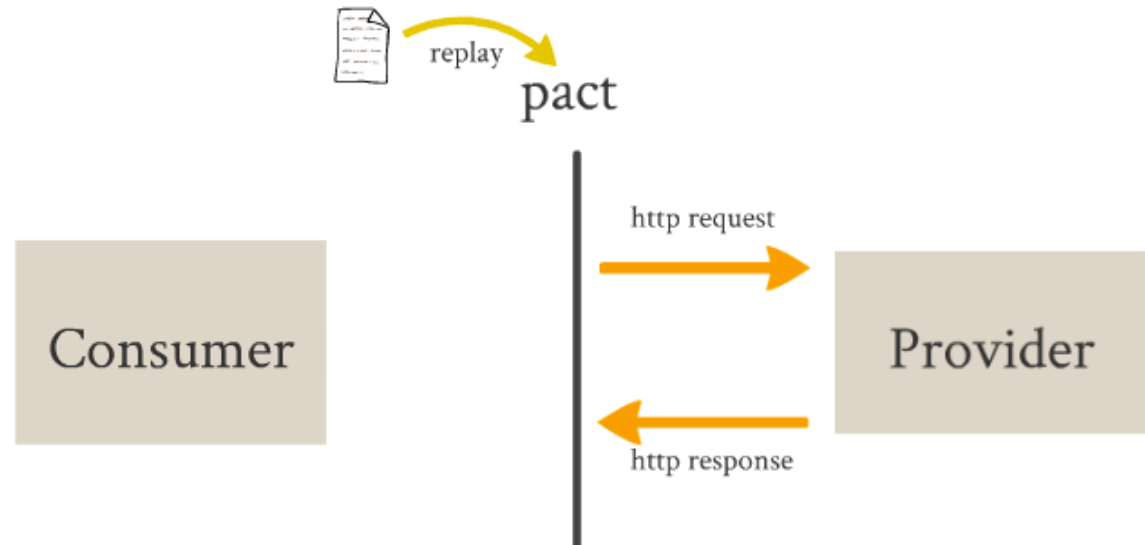 replay
pact
http request
Consumer
Provider
http response